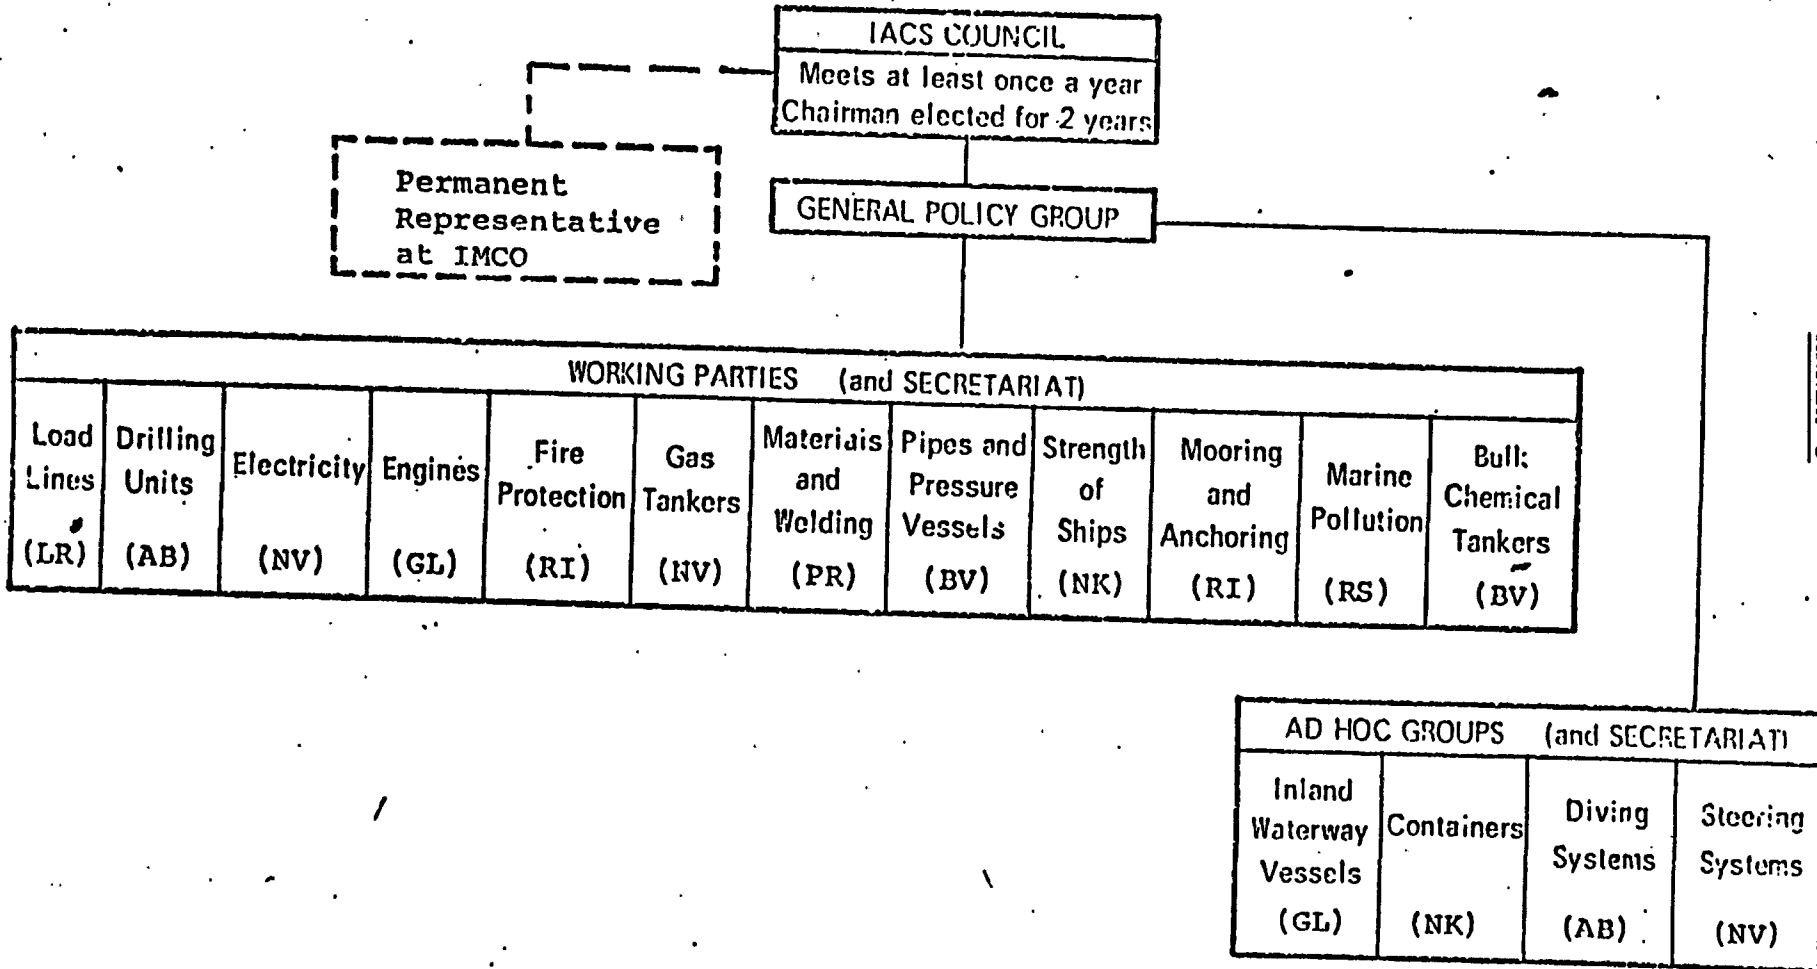 IACS COUNCIL
Meets at least once a year
Chairman elected for 2 years
Permanent
Representative
at IMCO
GENERAL POLICY GROUP
WORKING PARTIES (and SECRETARIAT)
Load
Lines
(LR)
Drilling
Units
(AB)
Electricity
(NV)
Engines
(GL)
Fire
Protection
(RI)
Gas
Tankers
(NV)
Materials
and
Welding
(PR)
Pipes and
Pressure
Vessels
(BV)
Strength
of
Ships
(NK)
Mooring
and
Anchoring
(RI)
Marine
Pollution
(RS)
Bulk
Chemical
Tankers
(BV)
AD HOC GROUPS (and SECRETARIAT)
Inland
Waterway
Vessels
(GL)
Containers
(NK)
Diving
Systems
(AB)
Steering
Systems
(NV)